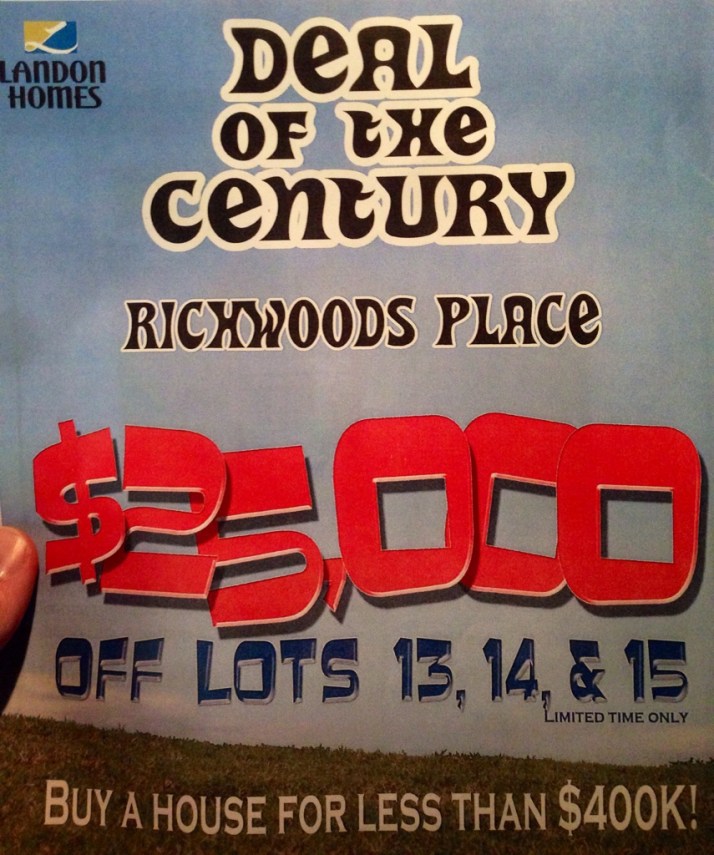 LANDON
HOMES
DEAL
OF THE
CENTURY
RICHWOODS PLACE
$25,000
OFF LOTS 13, 14, & 15
LIMITED TIME ONLY
BUY A HOUSE FOR LESS THAN $400K!